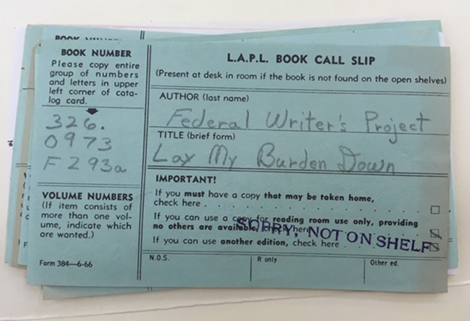 BOOK NUMBER
Please copy entire
group of numbers
and letters in upper
left corner of cata-
log card.
326.
0973
F293a
VOLUME NUMBERS
(If item consists
of more than one vol-
ume, indicate which
are wanted.)
Form 384—6-66
L.A.P.L. BOOK CALL SLIP
(Present at desk in room if the book is not found on the open shelves)
AUTHOR (last name)
Federal Writer's Project
TITLE (brief form)
Lay My Burden Down
IMPORTANT!
If you must have a copy that may be taken home,
check here
If you can use a copy for reading room use only, providing
no others are available, check here
If you can use another edition, check here
SORRY, NOT ON SHELF
N.O.S. R only Other ed.